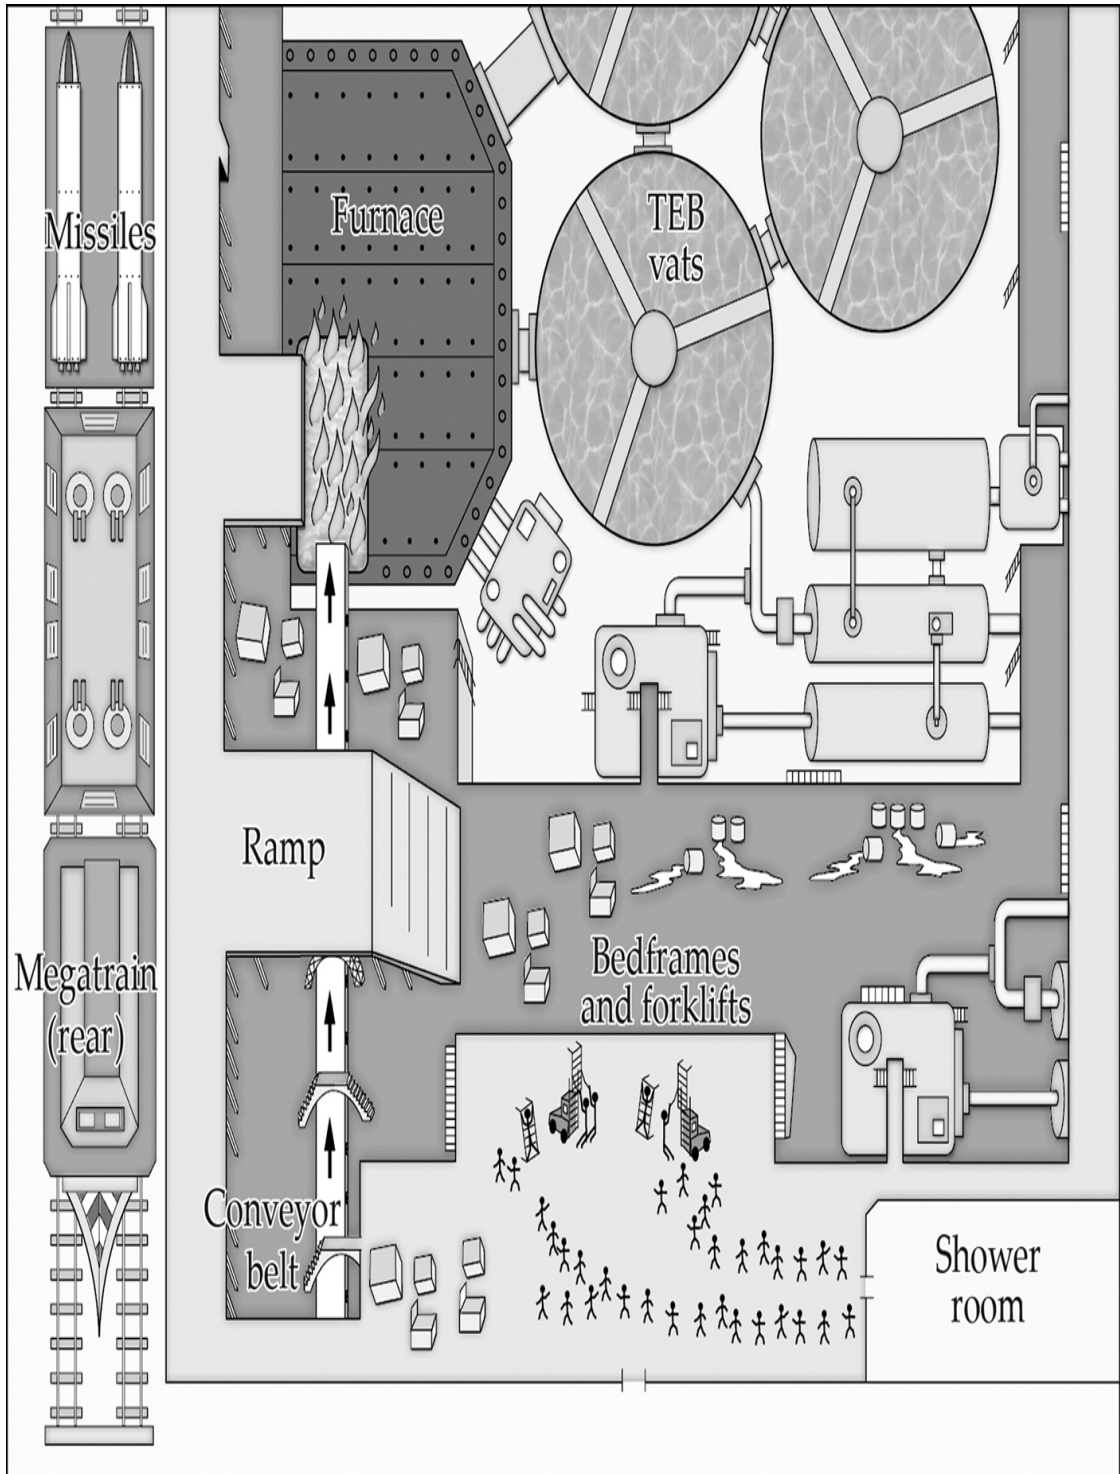 Missiles
Furnace
TEB
vats
Ramp
Megatrain
(rear)
Bedframes
and forklifts
Conveyor
belt
Shower
room